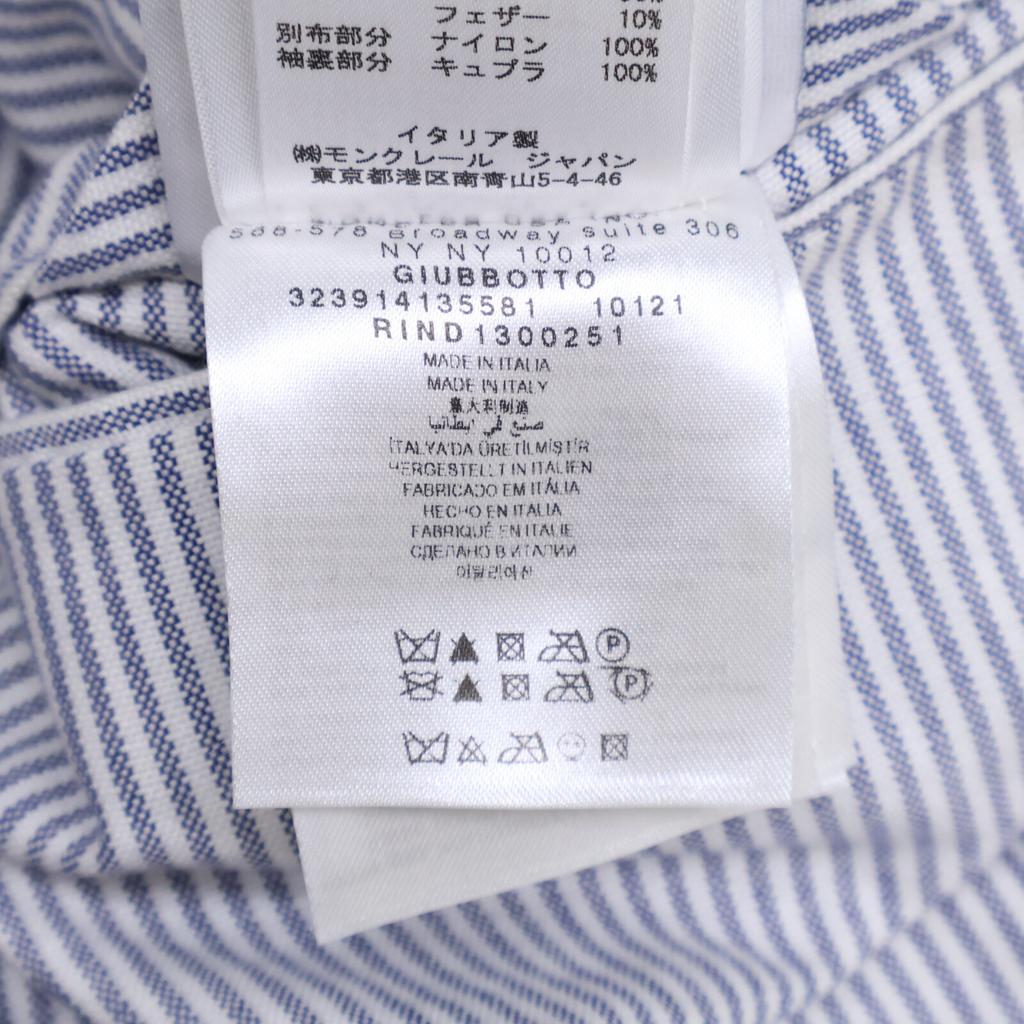 フェザー 10%
別布部分 ナイロン 100%
袖裏部分 キュプラ 100%
イタリア製
㈱モンクレール ジャパン
東京都港区南青山5-4-46
568-578 Broadway suite 306
NY NY 10012
GIUBBOTTO
323914135581 10121
RIND1300251
MADE IN ITALIA
MADE IN ITALY
意大利制造
صنع في ايطاليا
İTALYA'DA ÜRETİLMİŞTİR
HERGESTELLT IN ITALIEN
FABRICADO EM ITÁLIA
HECHO EN ITALIA
FABRIQUÉ EN ITALIE
СДЕЛАНО В ИТАЛИИ
이탈리아산
P
P